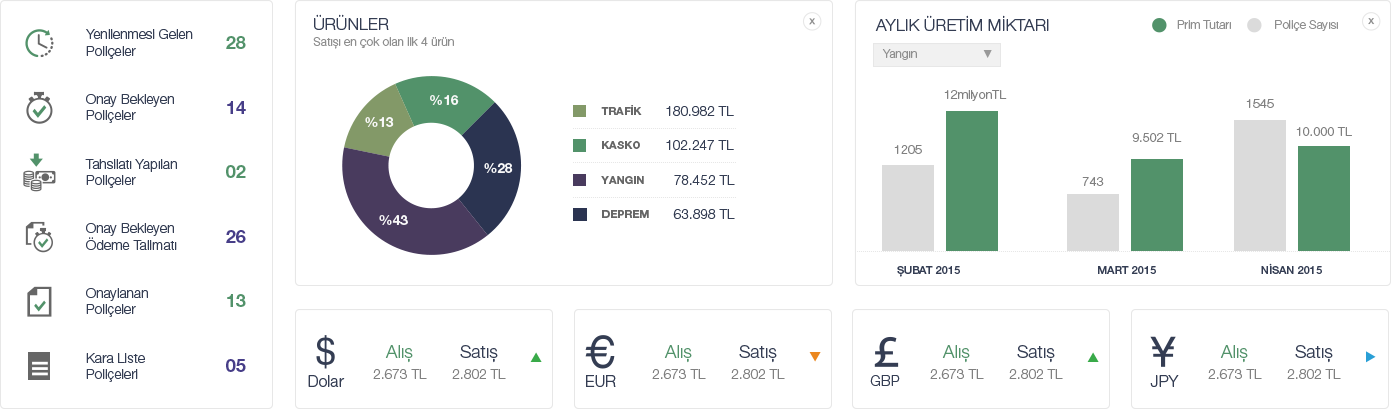 Yenilenmesi Gelen
Poliçeler
28
Onay Bekleyen
Poliçeler
14
Tahsilatı Yapılan
Poliçeler
02
Onay Bekleyen
Ödeme Talimatı
26
Onaylanan
Poliçeler
13
Kara Liste
Poliçeleri
05
ÜRÜNLER
x
Satışı en çok olan ilk 4 ürün
%16
%13
%28
%43
TRAFİK 180.982 TL
KASKO 102.247 TL
YANGIN 78.452 TL
DEPREM 63.898 TL
AYLIK ÜRETİM MİKTARI
Prim Tutarı
Poliçe Sayısı
x
Yangın
1205
12milyonTL
743
9.502 TL
1545
10.000 TL
ŞUBAT 2015
MART 2015
NİSAN 2015
$
Dolar
Alış
2.673 TL
Satış
2.802 TL
€
EUR
Alış
2.673 TL
Satış
2.802 TL
£
GBP
Alış
2.673 TL
Satış
2.802 TL
¥
JPY
Alış
2.673 TL
Satış
2.802 TL